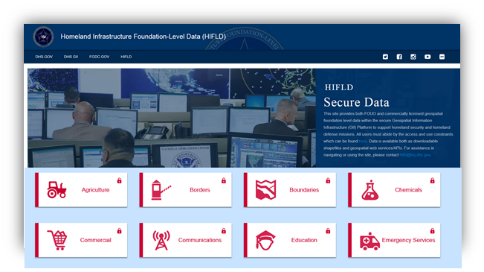 Homeland Infrastructure Foundation-Level Data (HIFLD)
DHS.GOV DHS GII FGDC.GOV HIFLD
HIFLD
Secure Data
This site provides both FOUO and commercially licensed geospatial
foundation level data within the secure Geospatial Information
Infrastructure (GII) Platform to support homeland security and homeland
defense missions. All users must abide by the access and use constraints
which can be found here. Data is available both as downloadable
shapefiles and geospatial web services/APIs. For assistance in
navigating or using the site, please contact
Agriculture
Borders
Boundaries
Chemicals
Commercial
Communications
Education
Emergency Services